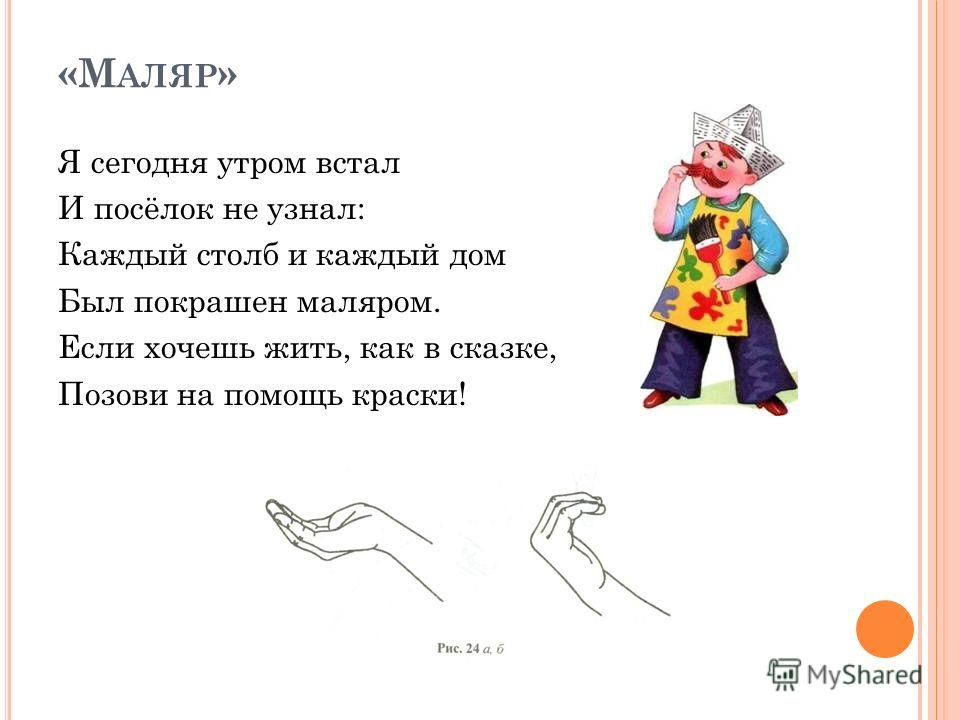 «Маляр»
Я сегодня утром встал
И посёлок не узнал:
Каждый столб и каждый дом
Был покрашен маляром.
Если хочешь жить, как в сказке,
Позови на помощь краски!
Рис. 24 а, б
MyShared